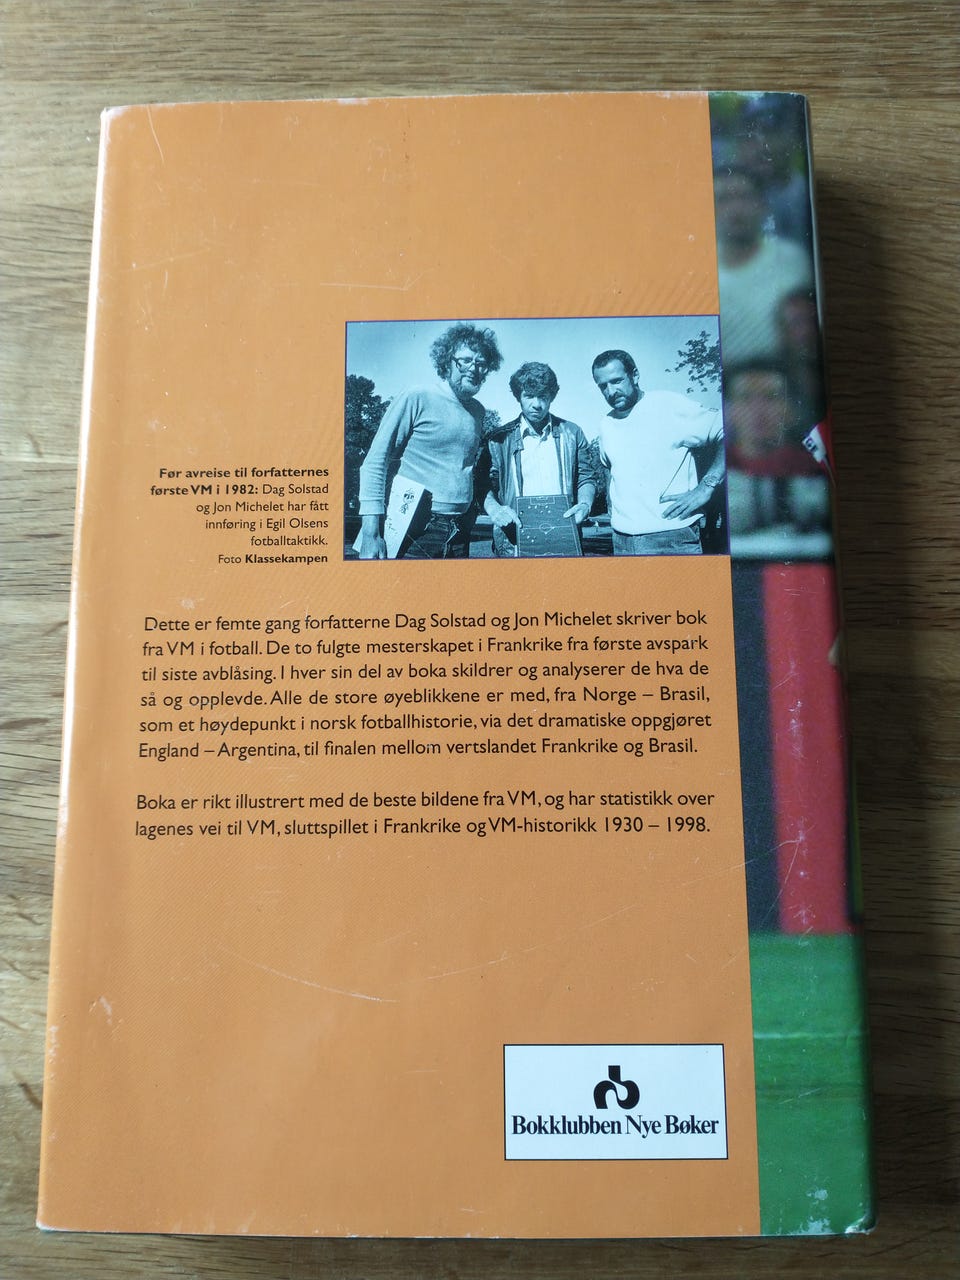 Før avreise til forfatternes
første VM i 1982: Dag Solstad
og Jon Michelet har fått
innføring i Egil Olsens
fotballtaktikk.
Foto Klassekampen
Dette er femte gang forfatterne Dag Solstad og Jon Michelet skriver bok
fra VM i fotball. De to fulgte mesterskapet i Frankrike fra første avspark
til siste avblåsing. I hver sin del av boka skildrer og analyserer de hva de
så og opplevde. Alle de store øyeblikkene er med, fra Norge – Brasil,
som et høydepunkt i norsk fotballhistorie, via det dramatiske oppgjøret
England – Argentina, til finalen mellom vertslandet Frankrike og Brasil.
Boka er rikt illustrert med de beste bildene fra VM, og har statistikk over
lagenes vei til VM, sluttspillet i Frankrike og VM-historikk 1930 – 1998.
Bokklubben Nye Bøker